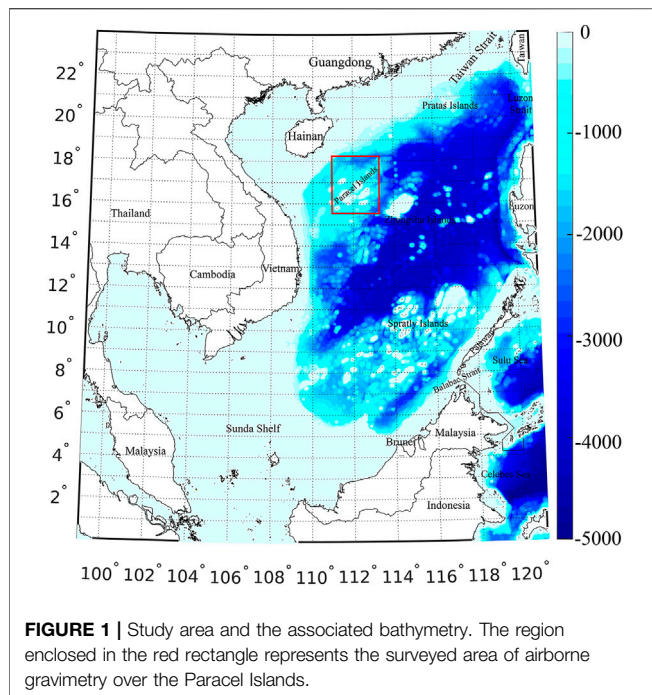 22°
20°
18°
16°
14°
12°
10°
8°
6°
4°
2°
Guangdong
Taiwan Strait
Taiwan
Pratas Islands
Luzon
Strait
Hainan
Paracel Islands
Zhongsha Islands
Luzon
Thailand
Cambodia
Vietnam
Spratly Islands
Palawan
Sulu Sea
Balabac Strait
Sunda Shelf
Malaysia
Brunei
Malaysia
Celebes Sea
Indonesia
100° 102° 104° 106° 108° 110° 112° 114° 116° 118° 120°
0
-1000
-2000
-3000
-4000
-5000
FIGURE 1 | Study area and the associated bathymetry. The region
enclosed in the red rectangle represents the surveyed area of airborne
gravimetry over the Paracel Islands.